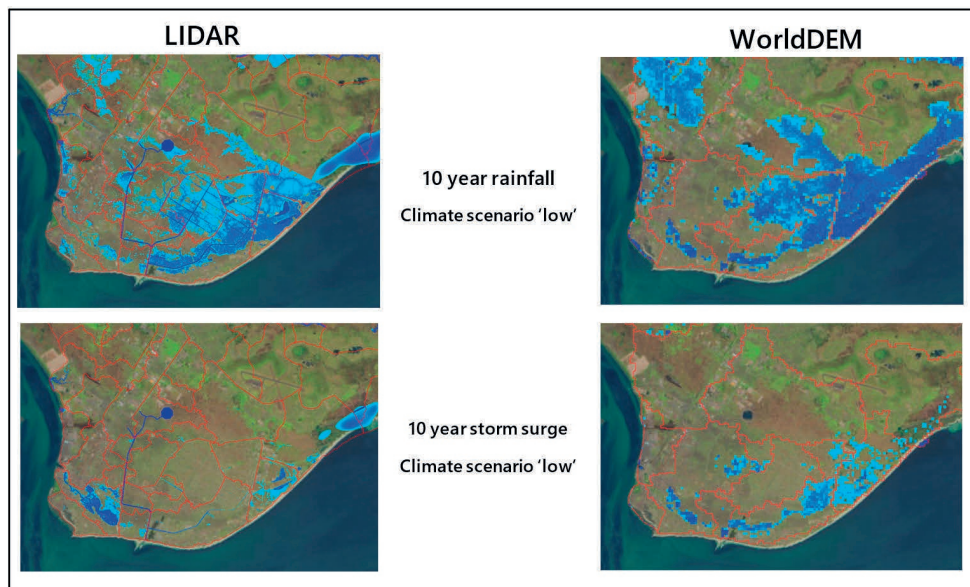 LIDAR
WorldDEM
10 year rainfall
Climate scenario 'low'
10 year storm surge
Climate scenario 'low'